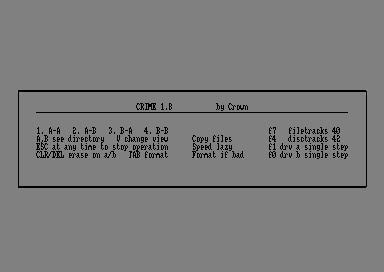 CRIME 1.B by Crown
1. A-A 2. A-B 3. B-A 4. B-B f7 filetracks 40
A,B see directory V change view Copy files f4 disctracks 42
ESC at any time to stop operation Speed lazy f1 drv a single step
CLR/DEL erase on a/b TAB format Format if bad f0 drv b single step